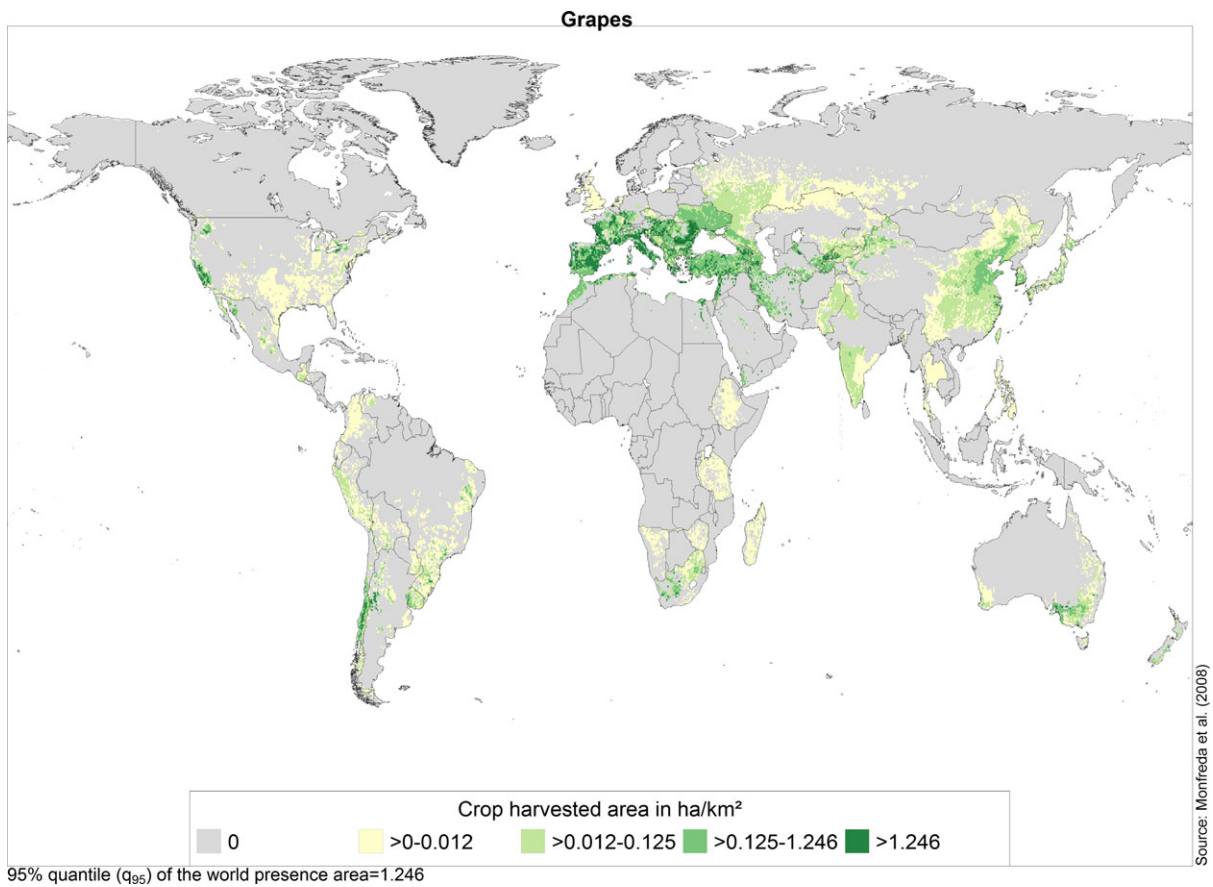 Grapes
Source: Monfreda et al. (2008)
Crop harvested area in ha/km²
0 >0-0.012 >0.012-0.125 >0.125-1.246 >1.246
95% quantile (q₉₅) of the world presence area=1.246